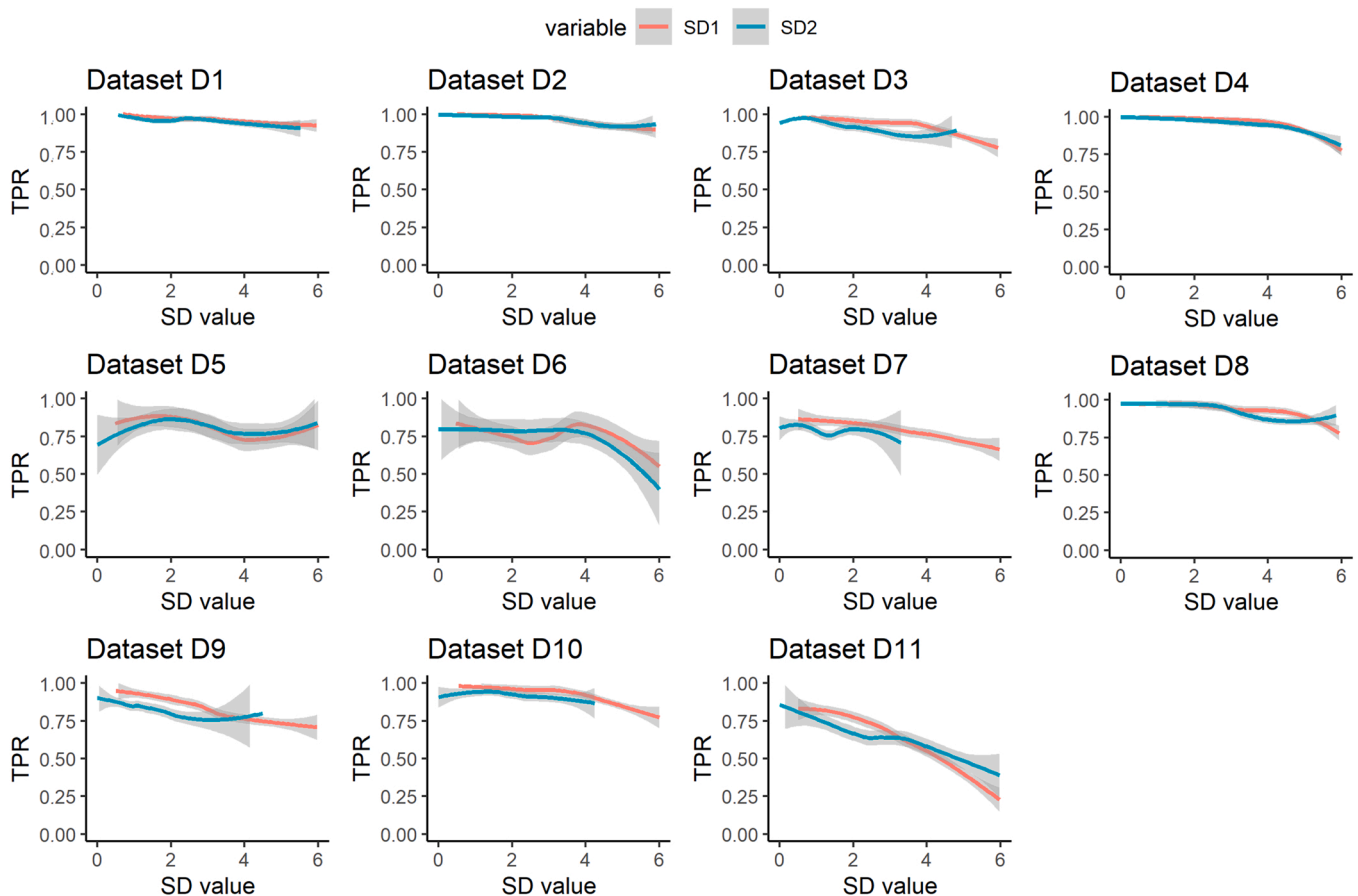 variable SD1 SD2
Dataset D1
1.00
0.75
0.50
0.25
0.00
TPR
0 2 4 6
SD value
Dataset D2
1.00
0.75
0.50
0.25
0.00
TPR
0 2 4 6
SD value
Dataset D3
1.00
0.75
0.50
0.25
0.00
TPR
0 2 4 6
SD value
Dataset D4
1.00
0.75
0.50
0.25
0.00
TPR
0 2 4 6
SD value
Dataset D5
1.00
0.75
0.50
0.25
0.00
TPR
0 2 4 6
SD value
Dataset D6
1.00
0.75
0.50
0.25
0.00
TPR
0 2 4 6
SD value
Dataset D7
1.00
0.75
0.50
0.25
0.00
TPR
0 2 4 6
SD value
Dataset D8
1.00
0.75
0.50
0.25
0.00
TPR
0 2 4 6
SD value
Dataset D9
1.00
0.75
0.50
0.25
0.00
TPR
0 2 4 6
SD value
Dataset D10
1.00
0.75
0.50
0.25
0.00
TPR
0 2 4 6
SD value
Dataset D11
1.00
0.75
0.50
0.25
0.00
TPR
0 2 4 6
SD value